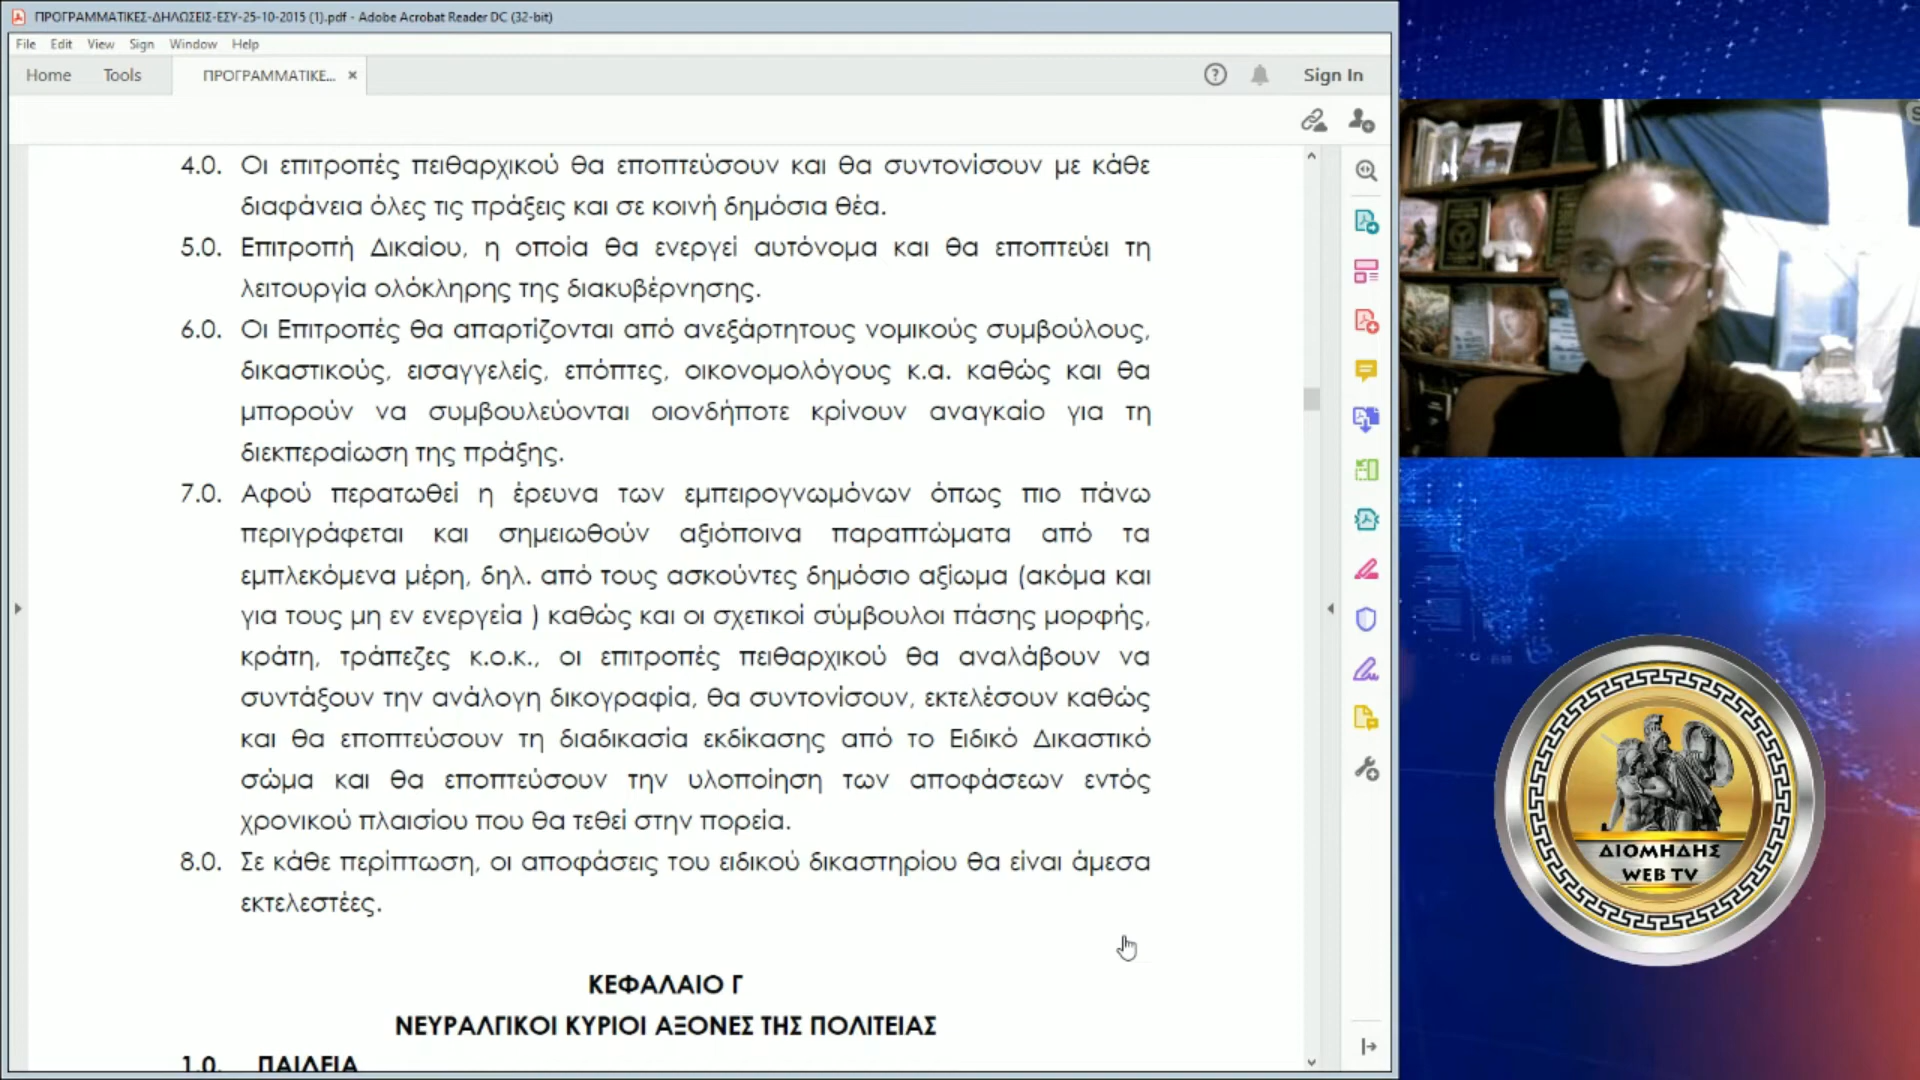 ΠΡΟΓΡΑΜΜΑΤΙΚΕΣ-ΔΗΛΩΣΕΙΣ-ΕΣΥ-25-10-2015 (1).pdf - Adobe Acrobat Reader DC (32-bit)
File Edit View Sign Window Help
Home Tools ΠΡΟΓΡΑΜΜΑΤΙΚΕ... × Sign In
4.0. Οι επιτροπές πειθαρχικού θα εποπτεύσουν και θα συντονίσουν με κάθε
διαφάνεια όλες τις πράξεις και σε κοινή δημόσια θέα.
5.0. Επιτροπή Δικαίου, η οποία θα ενεργεί αυτόνομα και θα εποπτεύει τη
λειτουργία ολόκληρης της διακυβέρνησης.
6.0. Οι Επιτροπές θα απαρτίζονται από ανεξάρτητους νομικούς συμβούλους,
δικαστικούς, εισαγγελείς, επόπτες, οικονομολόγους κ.α. καθώς και θα
μπορούν να συμβουλεύονται οιονδήποτε κρίνουν αναγκαίο για τη
διεκπεραίωση της πράξης.
7.0. Αφού περατωθεί η έρευνα των εμπειρογνωμόνων όπως πιο πάνω
περιγράφεται και σημειωθούν αξιόποινα παραπτώματα από τα
εμπλεκόμενα μέρη, δηλ. από τους ασκούντες δημόσιο αξίωμα (ακόμα και
για τους μη εν ενεργεία ) καθώς και οι σχετικοί σύμβουλοι πάσης μορφής,
κράτη, τράπεζες κ.ο.κ., οι επιτροπές πειθαρχικού θα αναλάβουν να
συντάξουν την ανάλογη δικογραφία, θα συντονίσουν, εκτελέσουν καθώς
και θα εποπτεύσουν τη διαδικασία εκδίκασης από το Ειδικό Δικαστικό
σώμα και θα εποπτεύσουν την υλοποίηση των αποφάσεων εντός
χρονικού πλαισίου που θα τεθεί στην πορεία.
8.0. Σε κάθε περίπτωση, οι αποφάσεις του ειδικού δικαστηρίου θα είναι άμεσα
εκτελεστέες.
ΚΕΦΑΛΑΙΟ Γ
ΝΕΥΡΑΛΓΙΚΟΙ ΚΥΡΙΟΙ ΑΞΟΝΕΣ ΤΗΣ ΠΟΛΙΤΕΙΑΣ
1.0. ΠΑΙΔΕΙΑ
ΔΙΟΜΗΔΗΣ
WEB TV